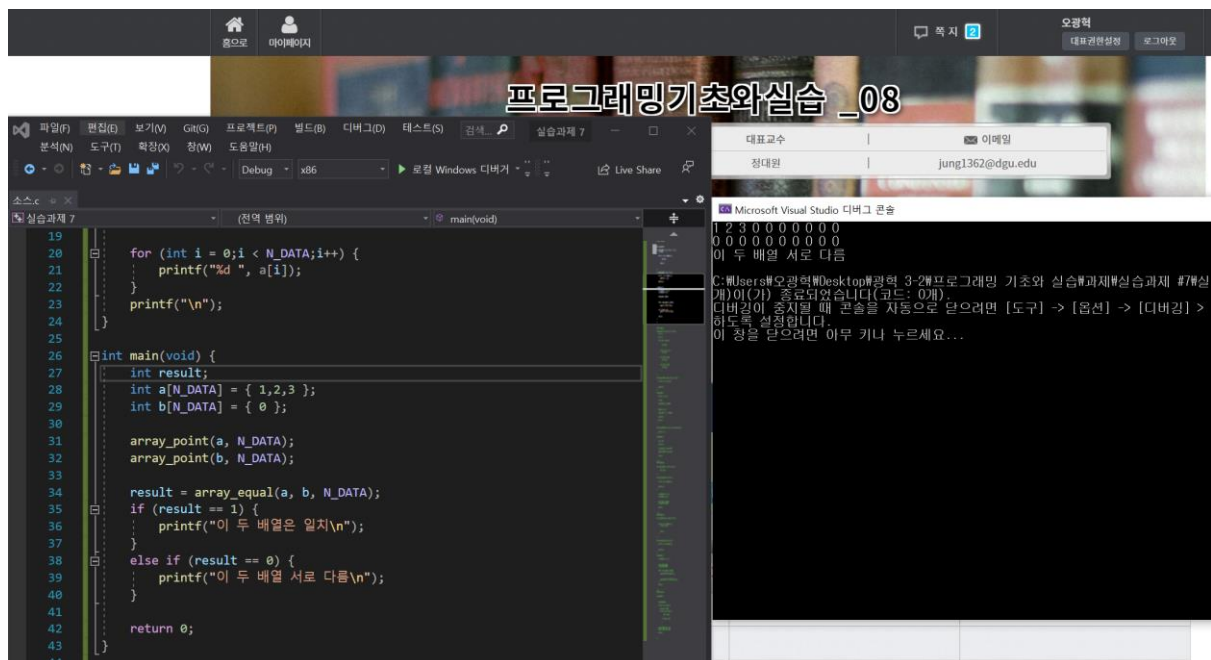 홈으로 마이페이지 쪽지 2 오광혁
대표권한설정 로그아웃
프로그래밍기초와실습 _08
대표교수 | 이메일
정대원 | jung1362@dgu.edu
파일(F) 편집(E) 보기(V) Git(G) 프로젝트(P) 빌드(B) 디버그(D) 테스트(S) 검색... 실습과제 7
분석(N) 도구(T) 확장(X) 창(W) 도움말(H)
Debug x86 로컬 Windows 디버거 Live Share
소스.c
실습과제 7 (전역 범위) main(void)
19
20 for (int i = 0;i < N_DATA;i++) {
21 printf("%d ", a[i]);
22 }
23 printf("\n");
24 }
25
26 int main(void) {
27 int result;
28 int a[N_DATA] = { 1,2,3 };
29 int b[N_DATA] = { 0 };
30
31 array_point(a, N_DATA);
32 array_point(b, N_DATA);
33
34 result = array_equal(a, b, N_DATA);
35 if (result == 1) {
36 printf("이 두 배열은 일치\n");
37 }
38 else if (result == 0) {
39 printf("이 두 배열 서로 다름\n");
40 }
41
42 return 0;
43 }
Microsoft Visual Studio 디버그 콘솔
1 2 3 0 0 0 0 0 0 0
0 0 0 0 0 0 0 0 0 0
이 두 배열 서로 다름
C:₩Users₩오광혁₩Desktop₩광혁 3-2₩프로그래밍 기초와 실습₩과제₩실습과제 #7₩실
개)이(가) 종료되었습니다(코드: 0개).
디버깅이 중지될 때 콘솔을 자동으로 닫으려면 [도구] -> [옵션] -> [디버깅] >
하도록 설정합니다.
이 창을 닫으려면 아무 키나 누르세요...